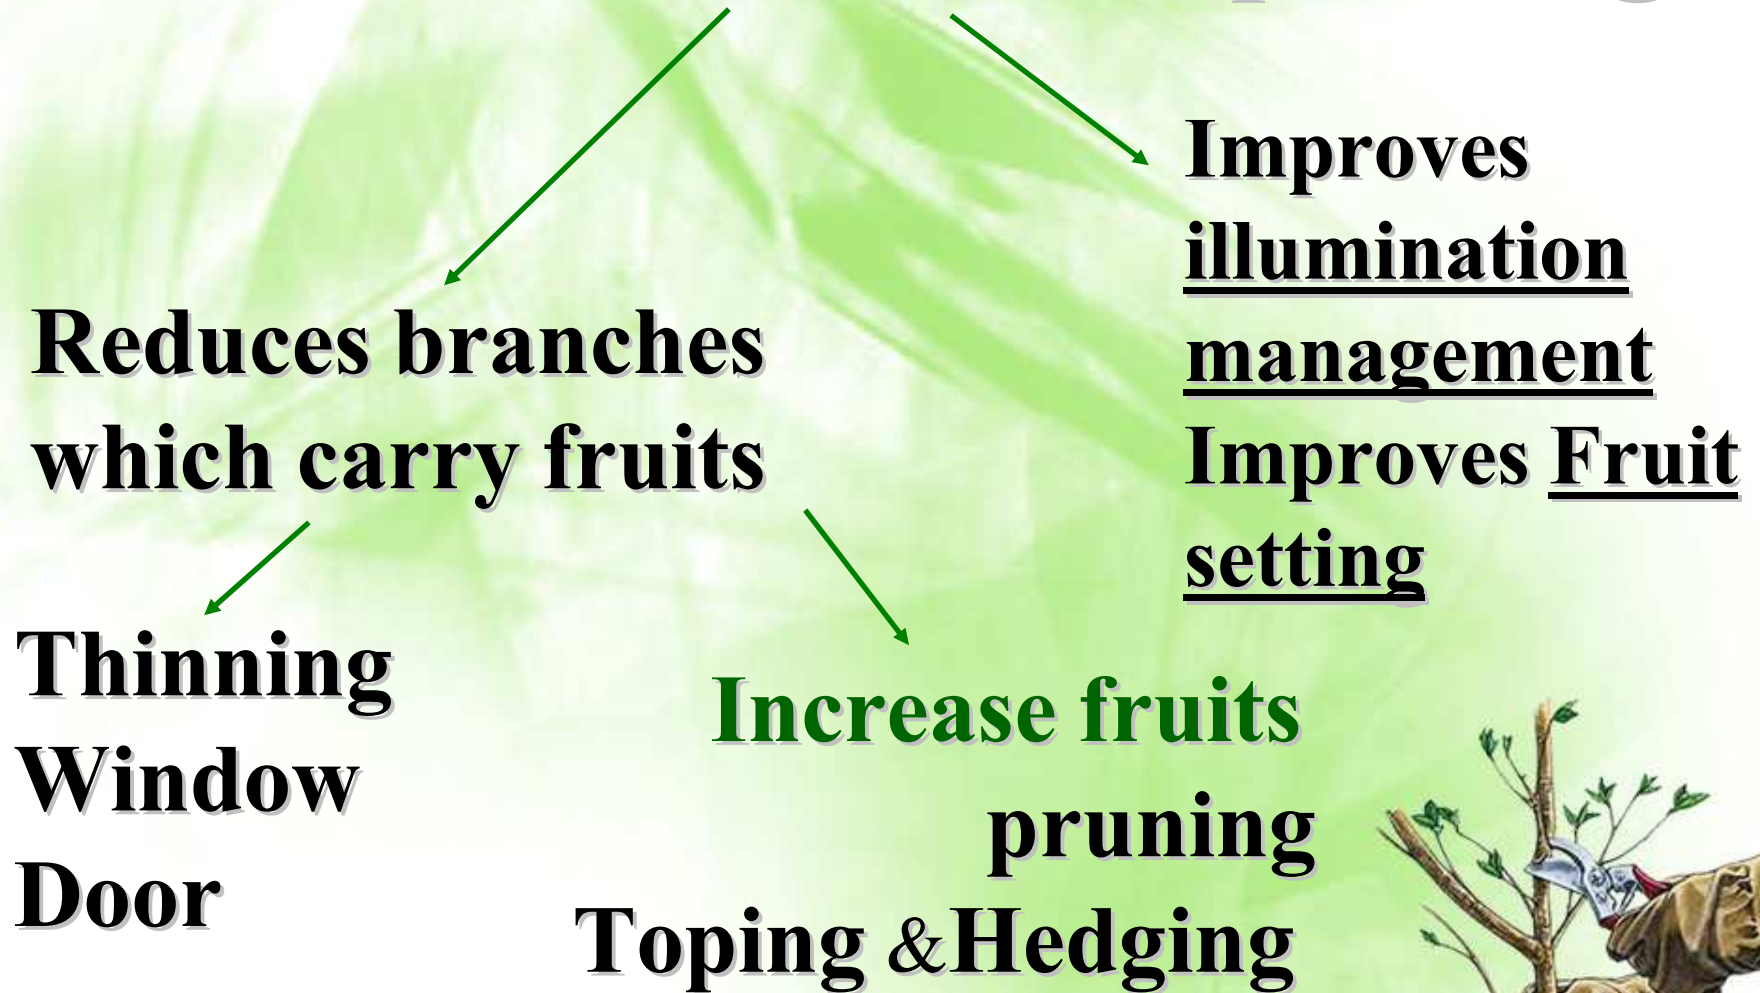 Improves
illumination
management
Improves Fruit
setting
Reduces branches
which carry fruits
Thinning
Window
Door
Increase fruits
pruning
Toping &Hedging